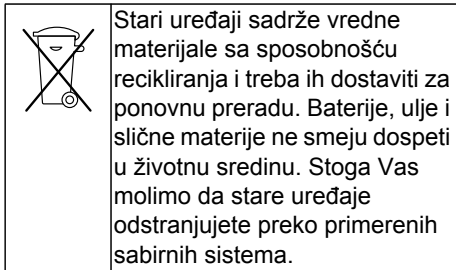 Stari uređaji sadrže vredne
materijale sa sposobnošću
recikliranja i treba ih dostaviti za
ponovnu preradu. Baterije, ulje i
slične materije ne smeju dospeti
u životnu sredinu. Stoga Vas
molimo da stare uređaje
odstranjujete preko primerenih
sabirnih sistema.